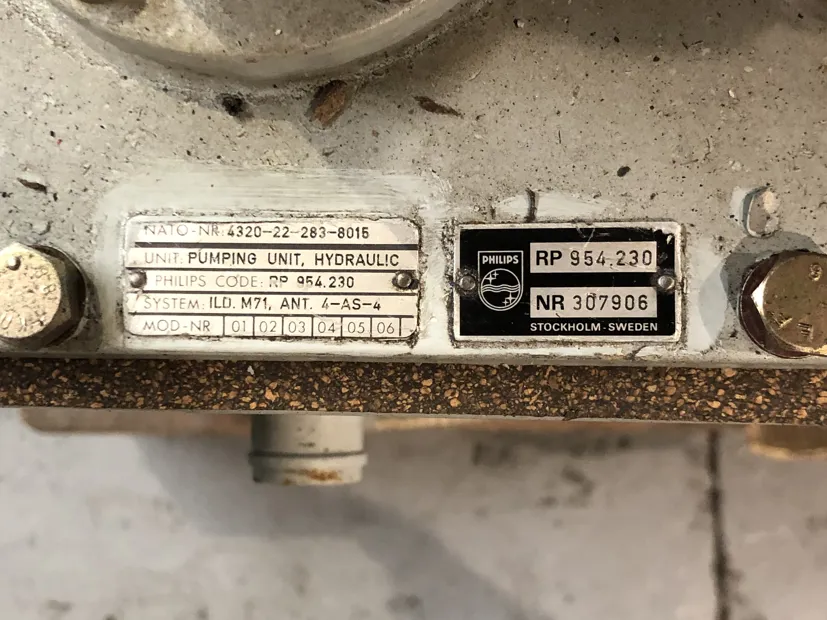 NATO-NR: 4320-22-283-8015
UNIT: PUMPING UNIT, HYDRAULIC
PHILIPS CODE: RP 954.230
SYSTEM: ILD. M71, ANT. 4-AS-4
MOD-NR 01 02 03 04 05 06
PHILIPS
RP 954.230
NR 307906
STOCKHOLM-SWEDEN